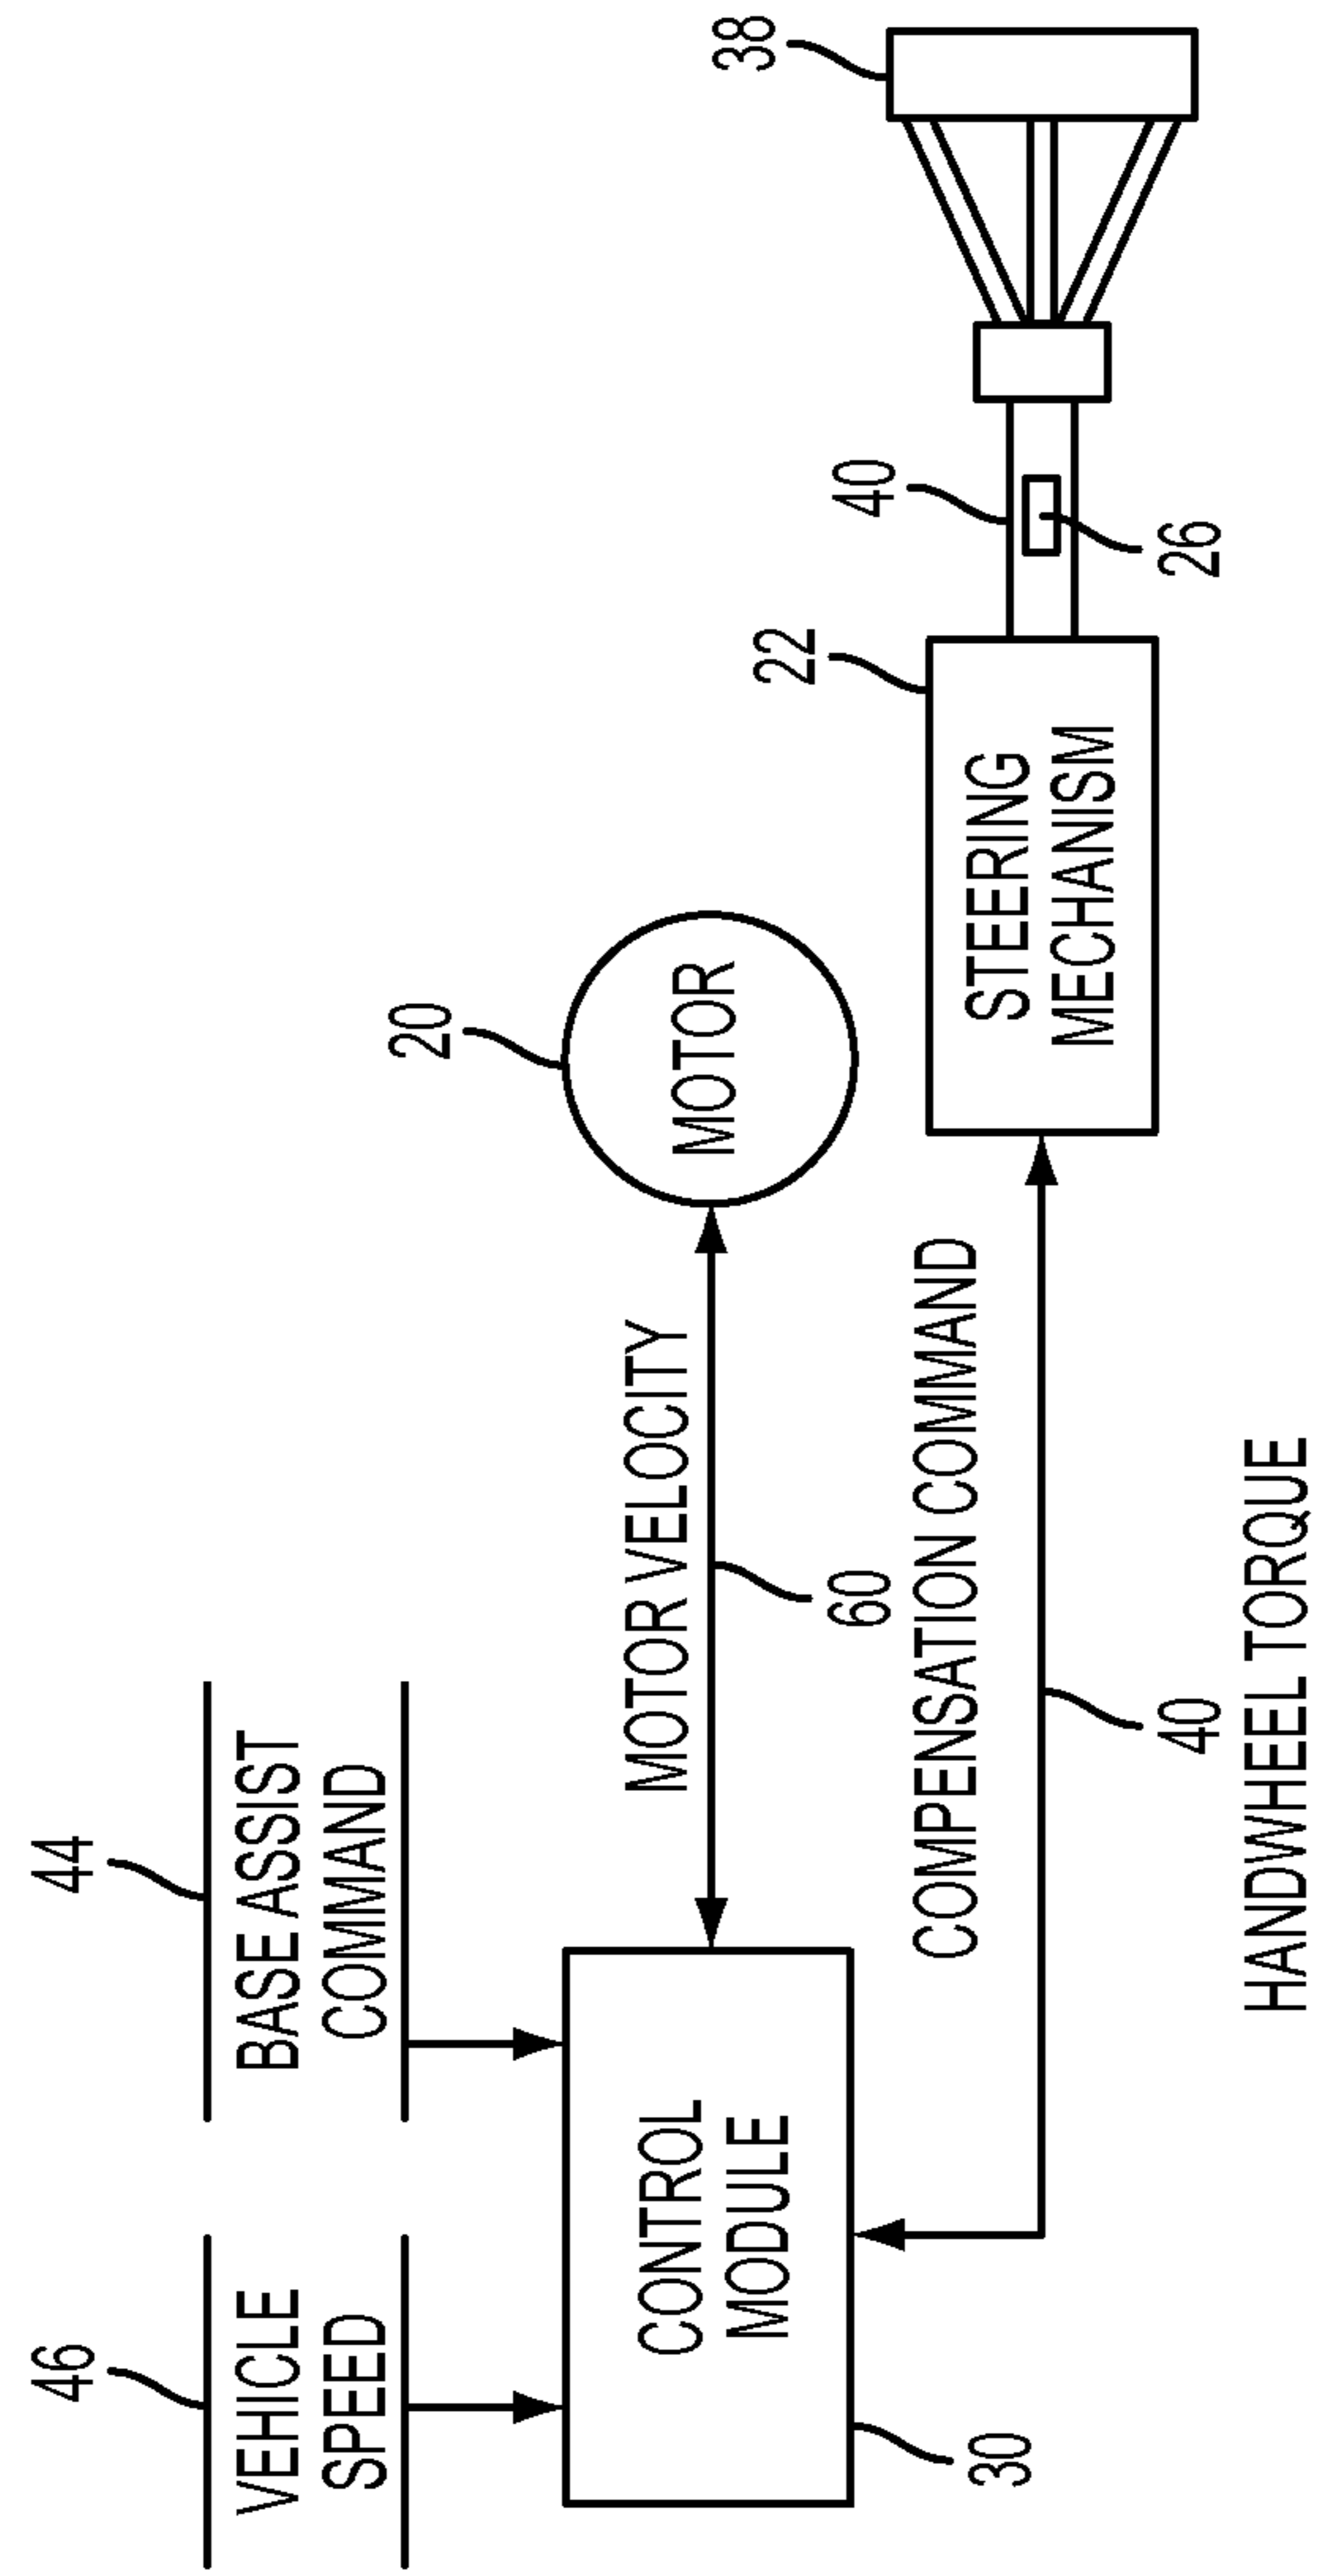 46
VEHICLE
SPEED
44
BASE ASSIST
COMMAND
CONTROL
MODULE
30
MOTOR VELOCITY
60
20
MOTOR
COMPENSATION COMMAND
40
HANDWHEEL TORQUE
22
STEERING
MECHANISM
40
26
38